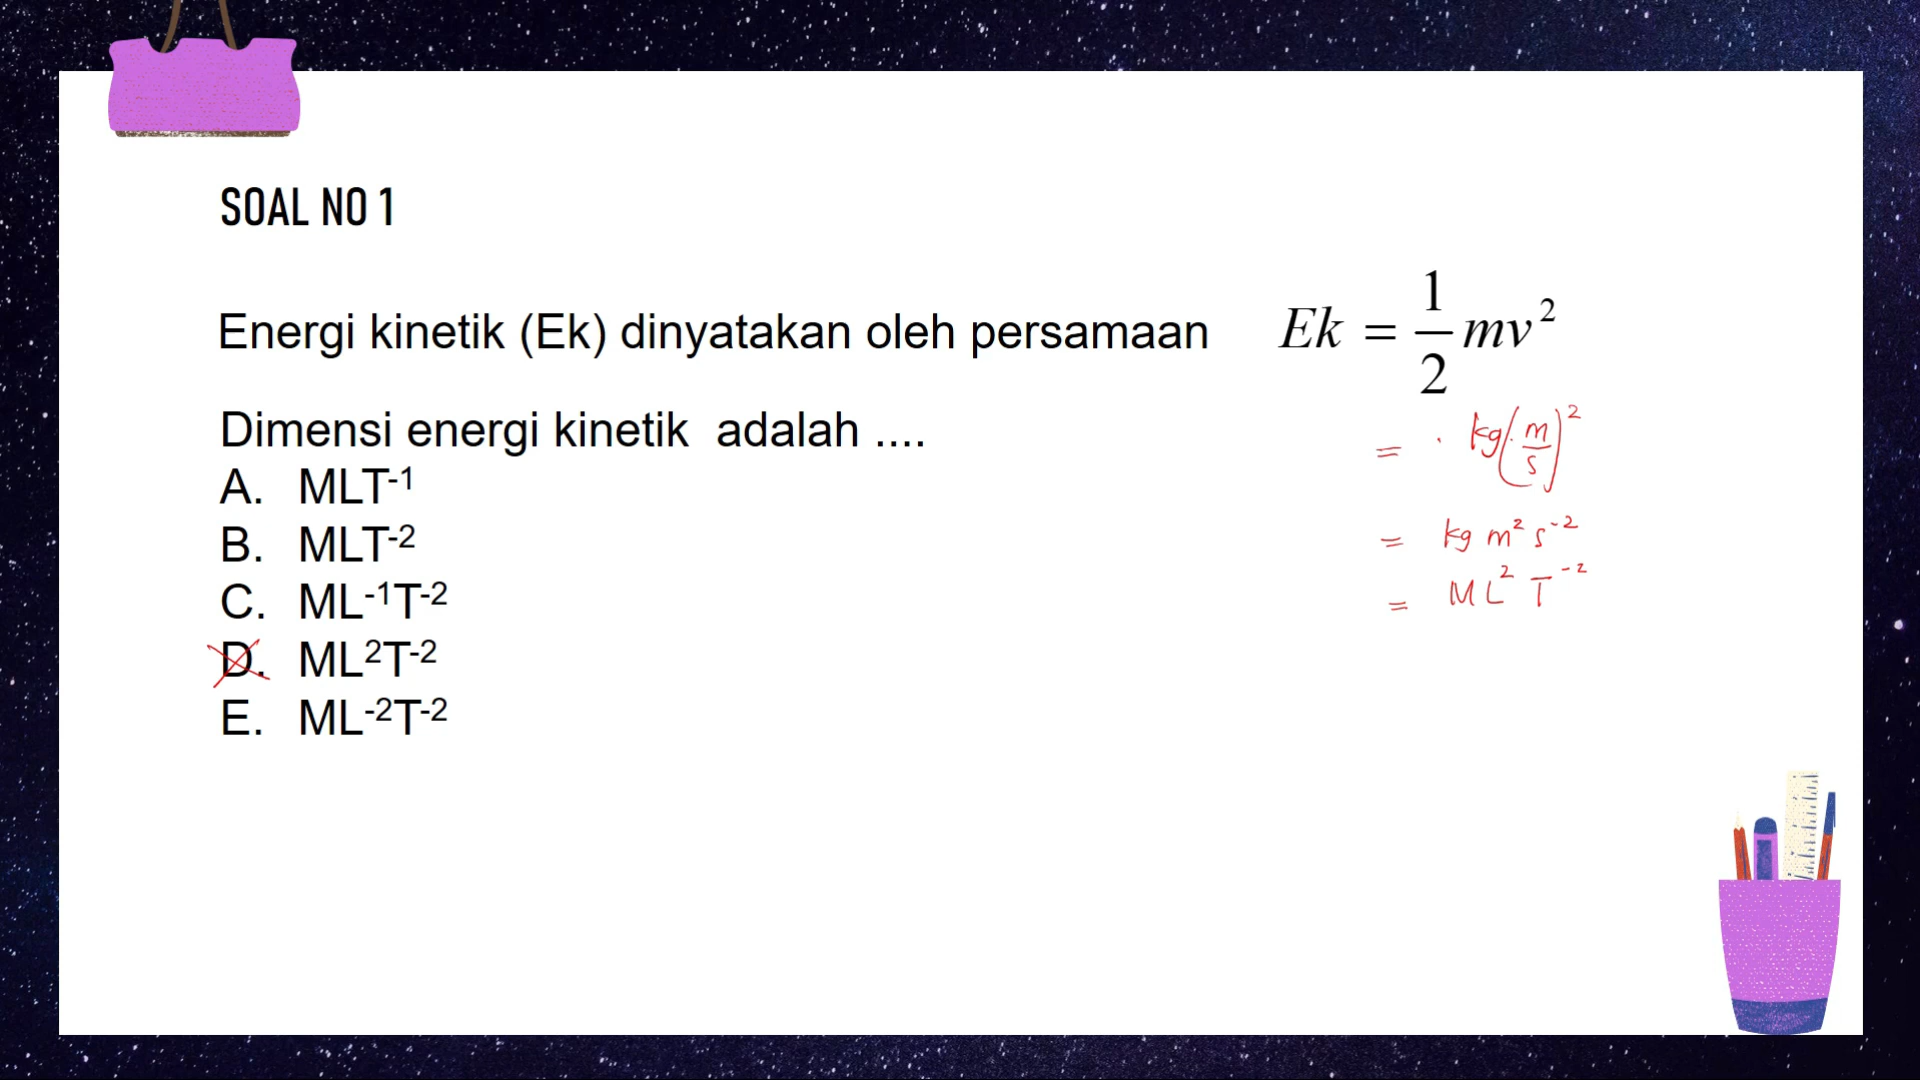 SOAL NO 1
Energi kinetik (Ek) dinyatakan oleh persamaan Ek = 1/2 mv²
Dimensi energi kinetik adalah ....
A. MLT⁻¹
B. MLT⁻²
C. ML⁻¹T⁻²
D. ML²T⁻²
E. ML⁻²T⁻²
= · kg (m/s)²
= kg m² s⁻²
= ML² T⁻²